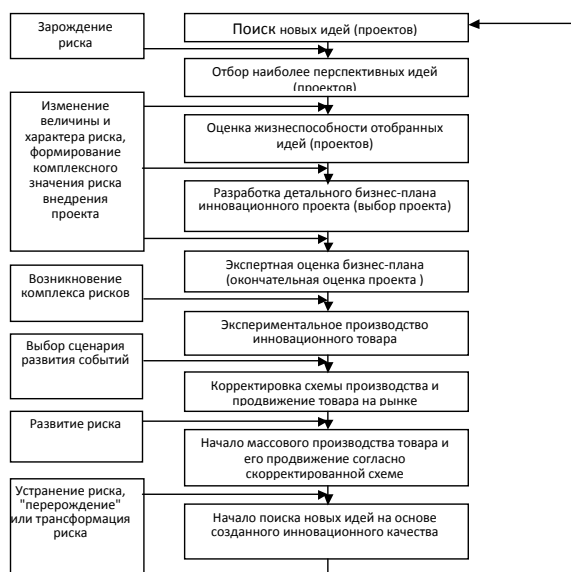 Зарождение
риска
Поиск новых идей (проектов)
Отбор наиболее перспективных идей
(проектов)
Изменение
величины и
характера риска,
формирование
комплексного
значения риска
внедрения
проекта
Оценка жизнеспособности отобранных
идей (проектов)
Разработка детального бизнес-плана
инновационного проекта (выбор проекта)
Экспертная оценка бизнес-плана
(окончательная оценка проекта )
Возникновение
комплекса рисков
Экспериментальное производство
инновационного товара
Выбор сценария
развития событий
Корректировка схемы производства и
продвижение товара на рынке
Развитие риска
Начало массового производства товара и
его продвижение согласно
скорректированной схеме
Устранение риска,
"перерождение"
или трансформация
риска
Начало поиска новых идей на основе
созданного инновационного качества